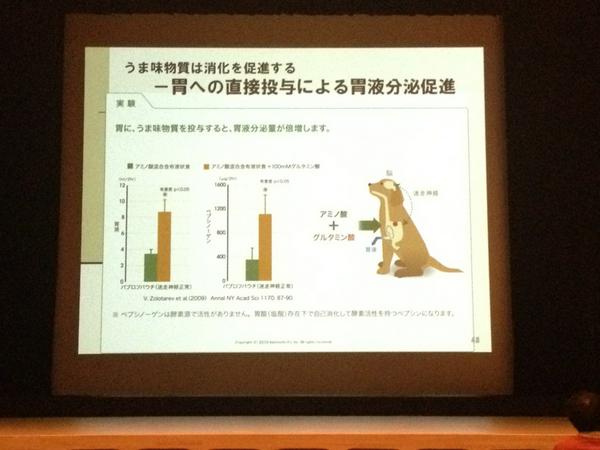 うま味物質は消化を促進する
－胃への直接投与による胃液分泌促進
実験
胃に、うま味物質を投与すると、胃液分泌量が倍増します。
アミノ酸混合含有液状食
アミノ酸混合含有液状食+100mMグルタミン酸
(ml/2hr)
12
10
8
6
4
2
0
胃液
有意差 p<0.05
※
パブロフパウチ(迷走神経正常)
(μg/2hr)
1600
1200
800
400
0
ペプシノーゲン
有意差 p<0.05
※
パブロフパウチ(迷走神経正常)
脳
迷走神経
アミノ酸
+
グルタミン酸
胃液
V. Zolotarev et al.(2009) Annal NY Acad Sci 1170: 87-90
※ ペプシノーゲンは酵素源で活性がありません。胃酸(塩酸)存在下で自己消化して酵素活性を持つペプシンになります。
48